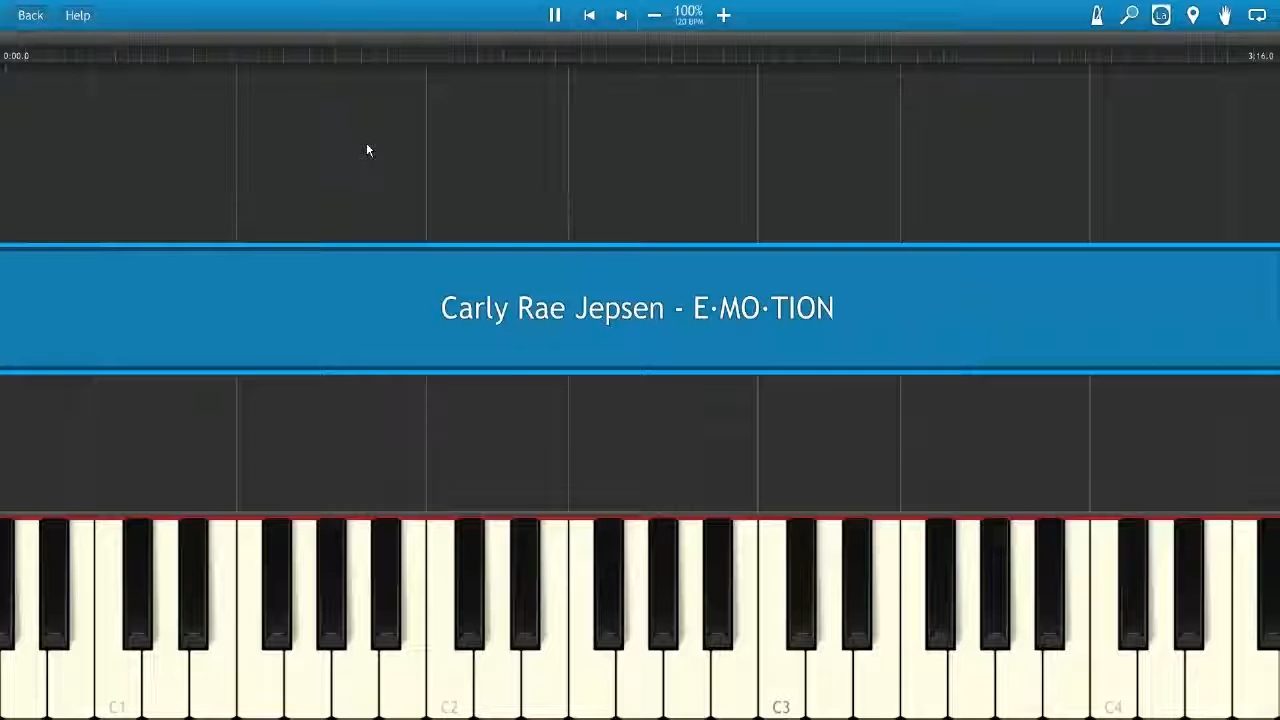 Back Help 100%
120 BPM
La
0:00.0 3:16.0
Carly Rae Jepsen - E·MO·TION
C1 C2 C3 C4